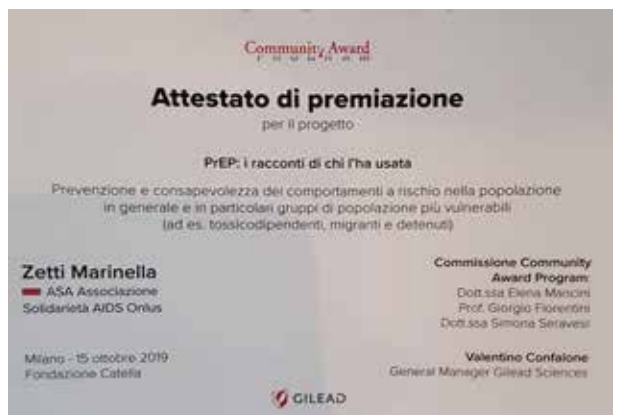 Community Award
PROGRAM
Attestato di premiazione
per il progetto
PrEP: i racconti di chi l'ha usata
Prevenzione e consapevolezza dei comportamenti a rischio nella popolazione
in generale e in particolari gruppi di popolazione più vulnerabili
(ad es. tossicodipendenti, migranti e detenuti)
Zetti Marinella
ASA Associazione
Solidarietà AIDS Onlus
Commissione Community
Award Program:
Dott.ssa Elena Mancini
Prof. Giorgio Fiorentini
Dott.ssa Simona Seravesi
Milano - 15 ottobre 2019
Fondazione Catella
Valentino Confalone
General Manager Gilead Sciences
GILEAD